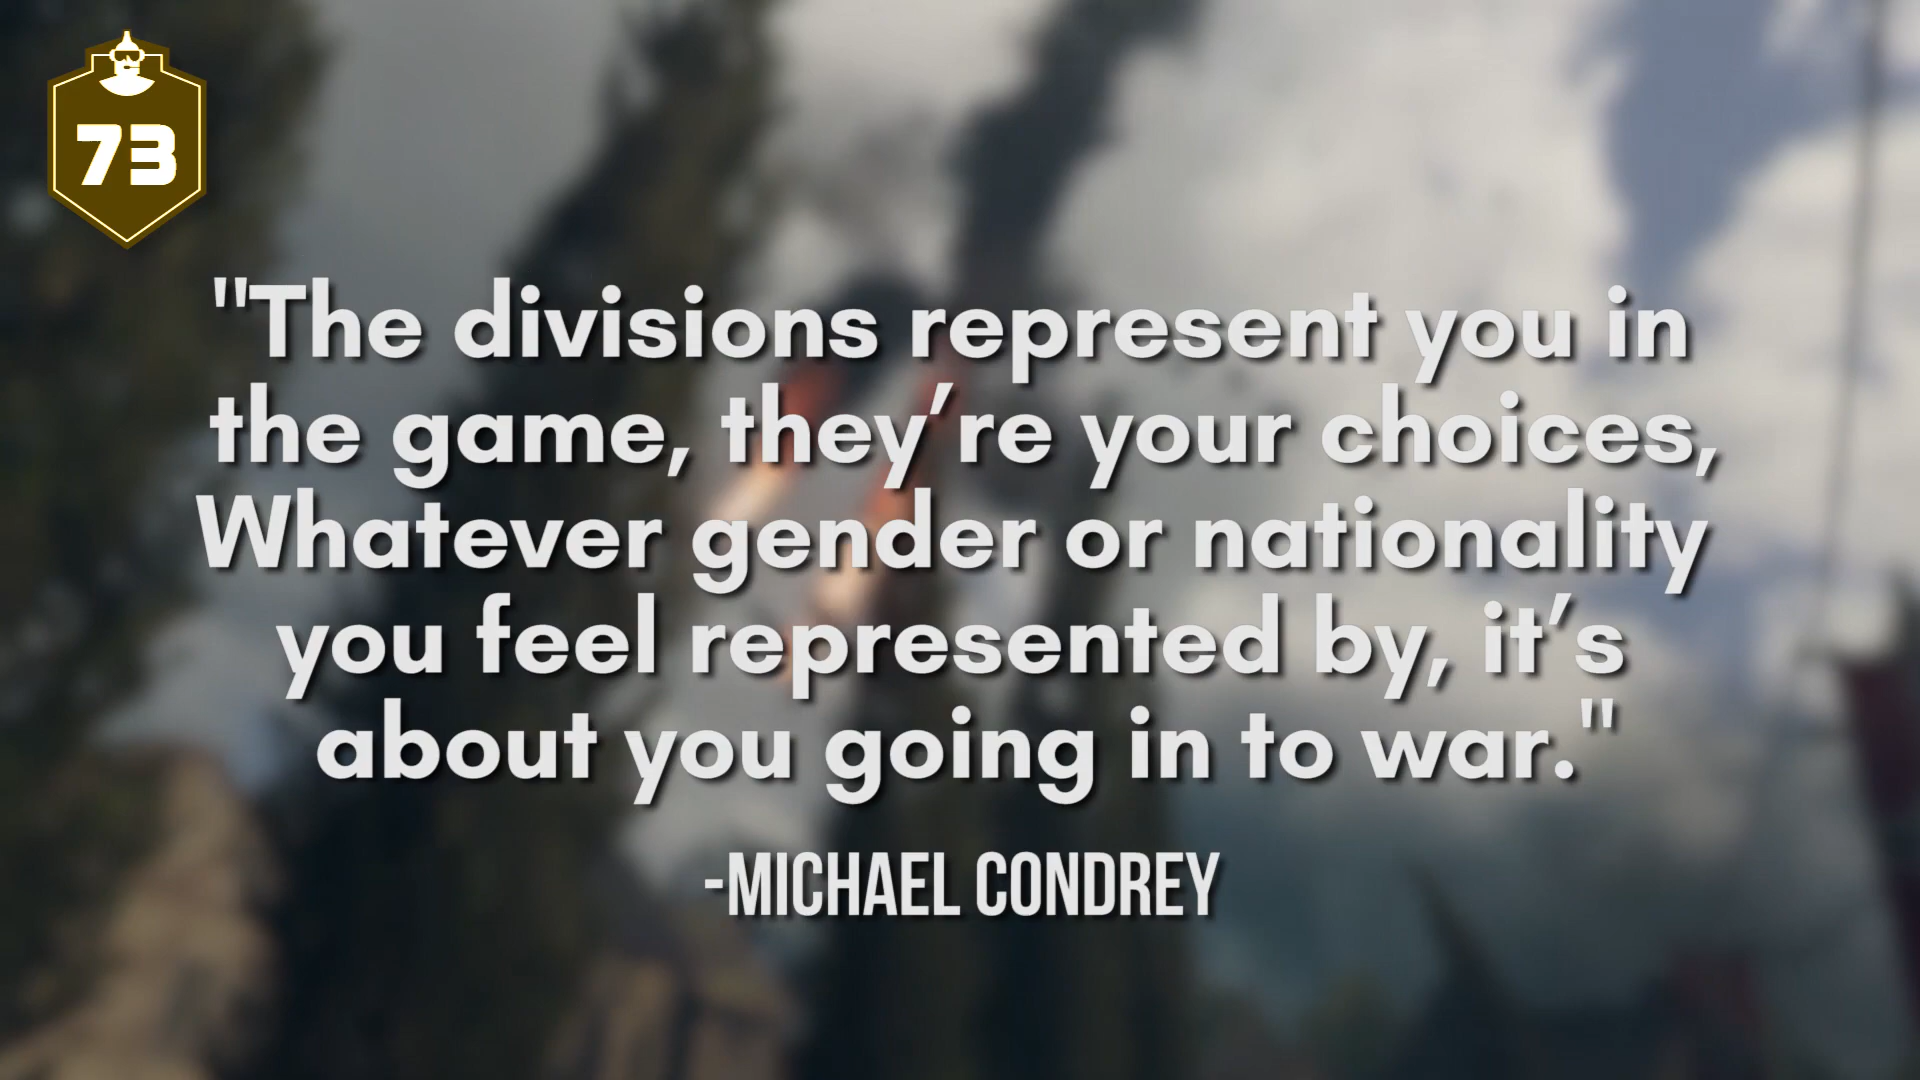 73
"The divisions represent you in
the game, they’re your choices,
Whatever gender or nationality
you feel represented by, it’s
about you going in to war."
-MICHAEL CONDREY